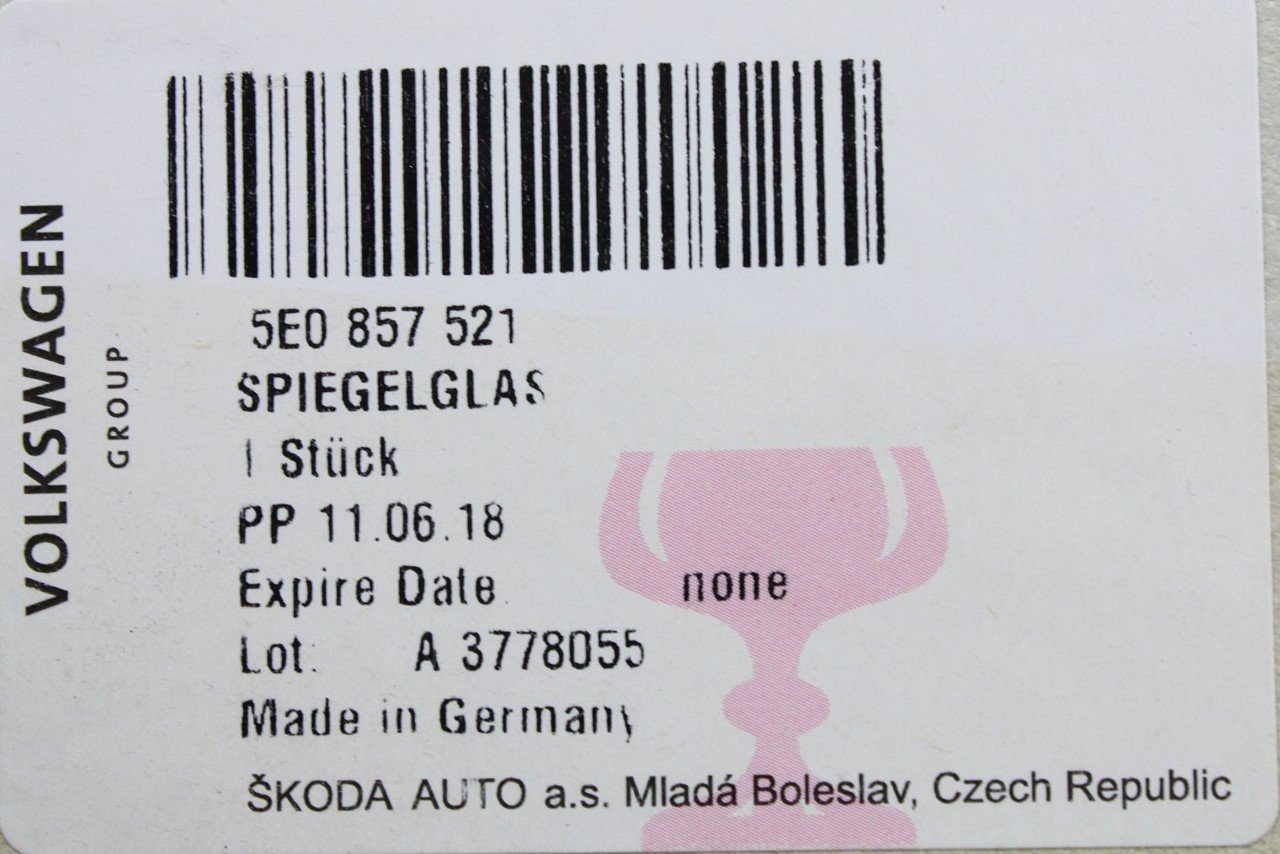 VOLKSWAGEN
GROUP
5E0 857 521
SPIEGELGLAS
1 Stück
PP 11.06.18
Expire Date none
Lot: A 3778055
Made in Germany
ŠKODA AUTO a.s. Mladá Boleslav, Czech Republic